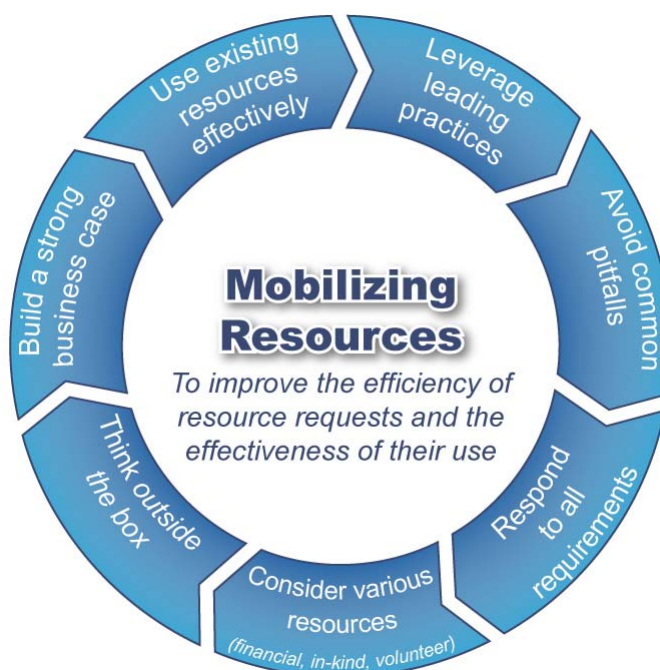 Mobilizing
Resources
To improve the efficiency of
resource requests and the
effectiveness of their use
Use existing
resources
effectively
Leverage
leading
practices
Avoid common
pitfalls
Respond
to all
requirements
Consider various
resources
(financial, in-kind, volunteer)
Think outside
the box
Build a strong
business case